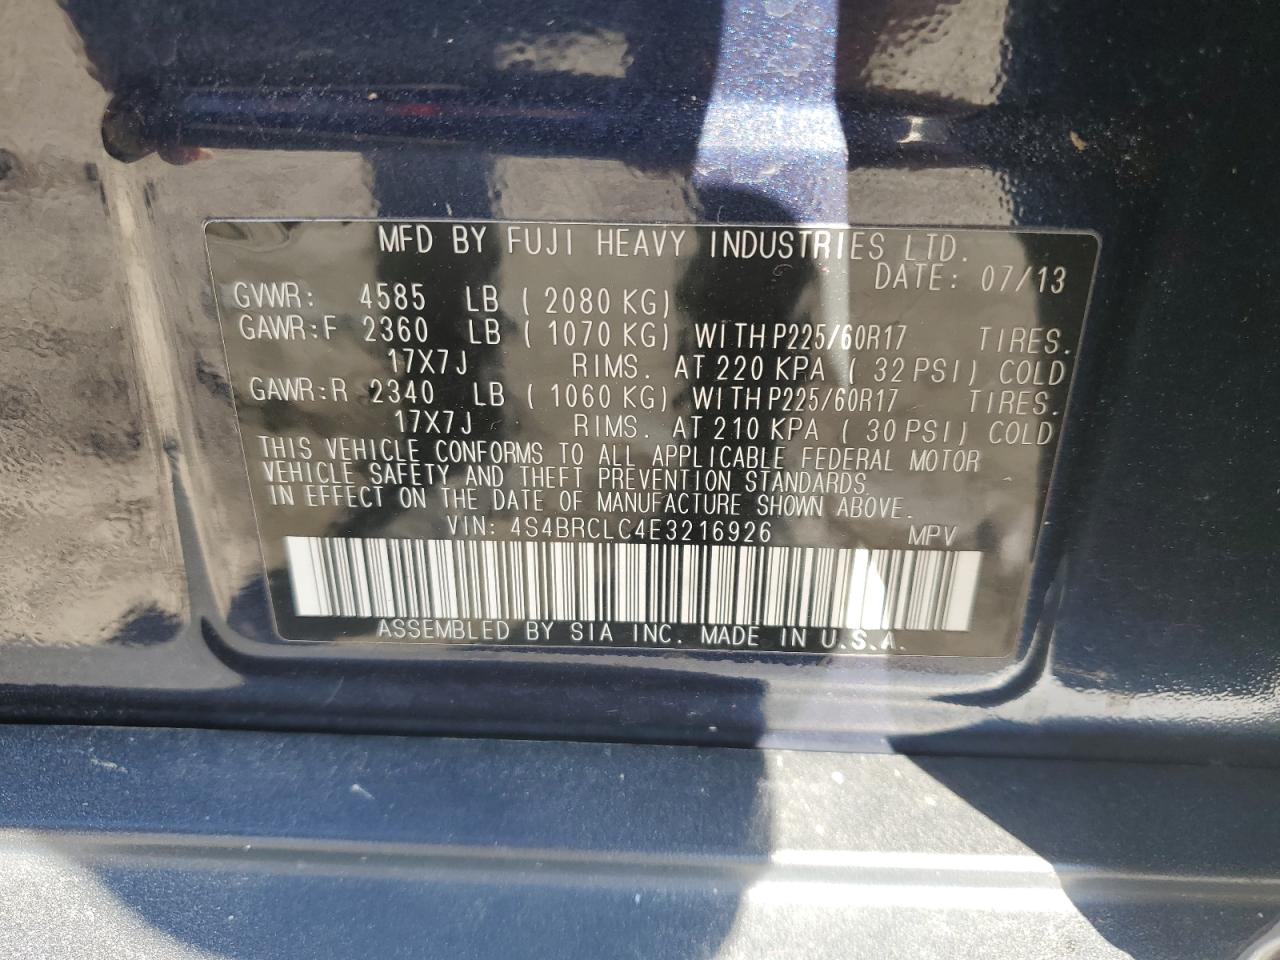 MFD BY FUJI HEAVY INDUSTRIES LTD.
DATE: 07/13
GVWR: 4585 LB ( 2080 KG)
GAWR:F 2360 LB ( 1070 KG) WITH P225/60R17 TIRES.
17X7J RIMS. AT 220 KPA ( 32 PSI) COLD
GAWR:R 2340 LB ( 1060 KG) WITH P225/60R17 TIRES.
17X7J RIMS. AT 210 KPA ( 30 PSI) COLD
THIS VEHICLE CONFORMS TO ALL APPLICABLE FEDERAL MOTOR
VEHICLE SAFETY AND THEFT PREVENTION STANDARDS
IN EFFECT ON THE DATE OF MANUFACTURE SHOWN ABOVE.
VIN: 4S4BRCLC4E3216926 MPV
ASSEMBLED BY SIA INC. MADE IN U.S.A.